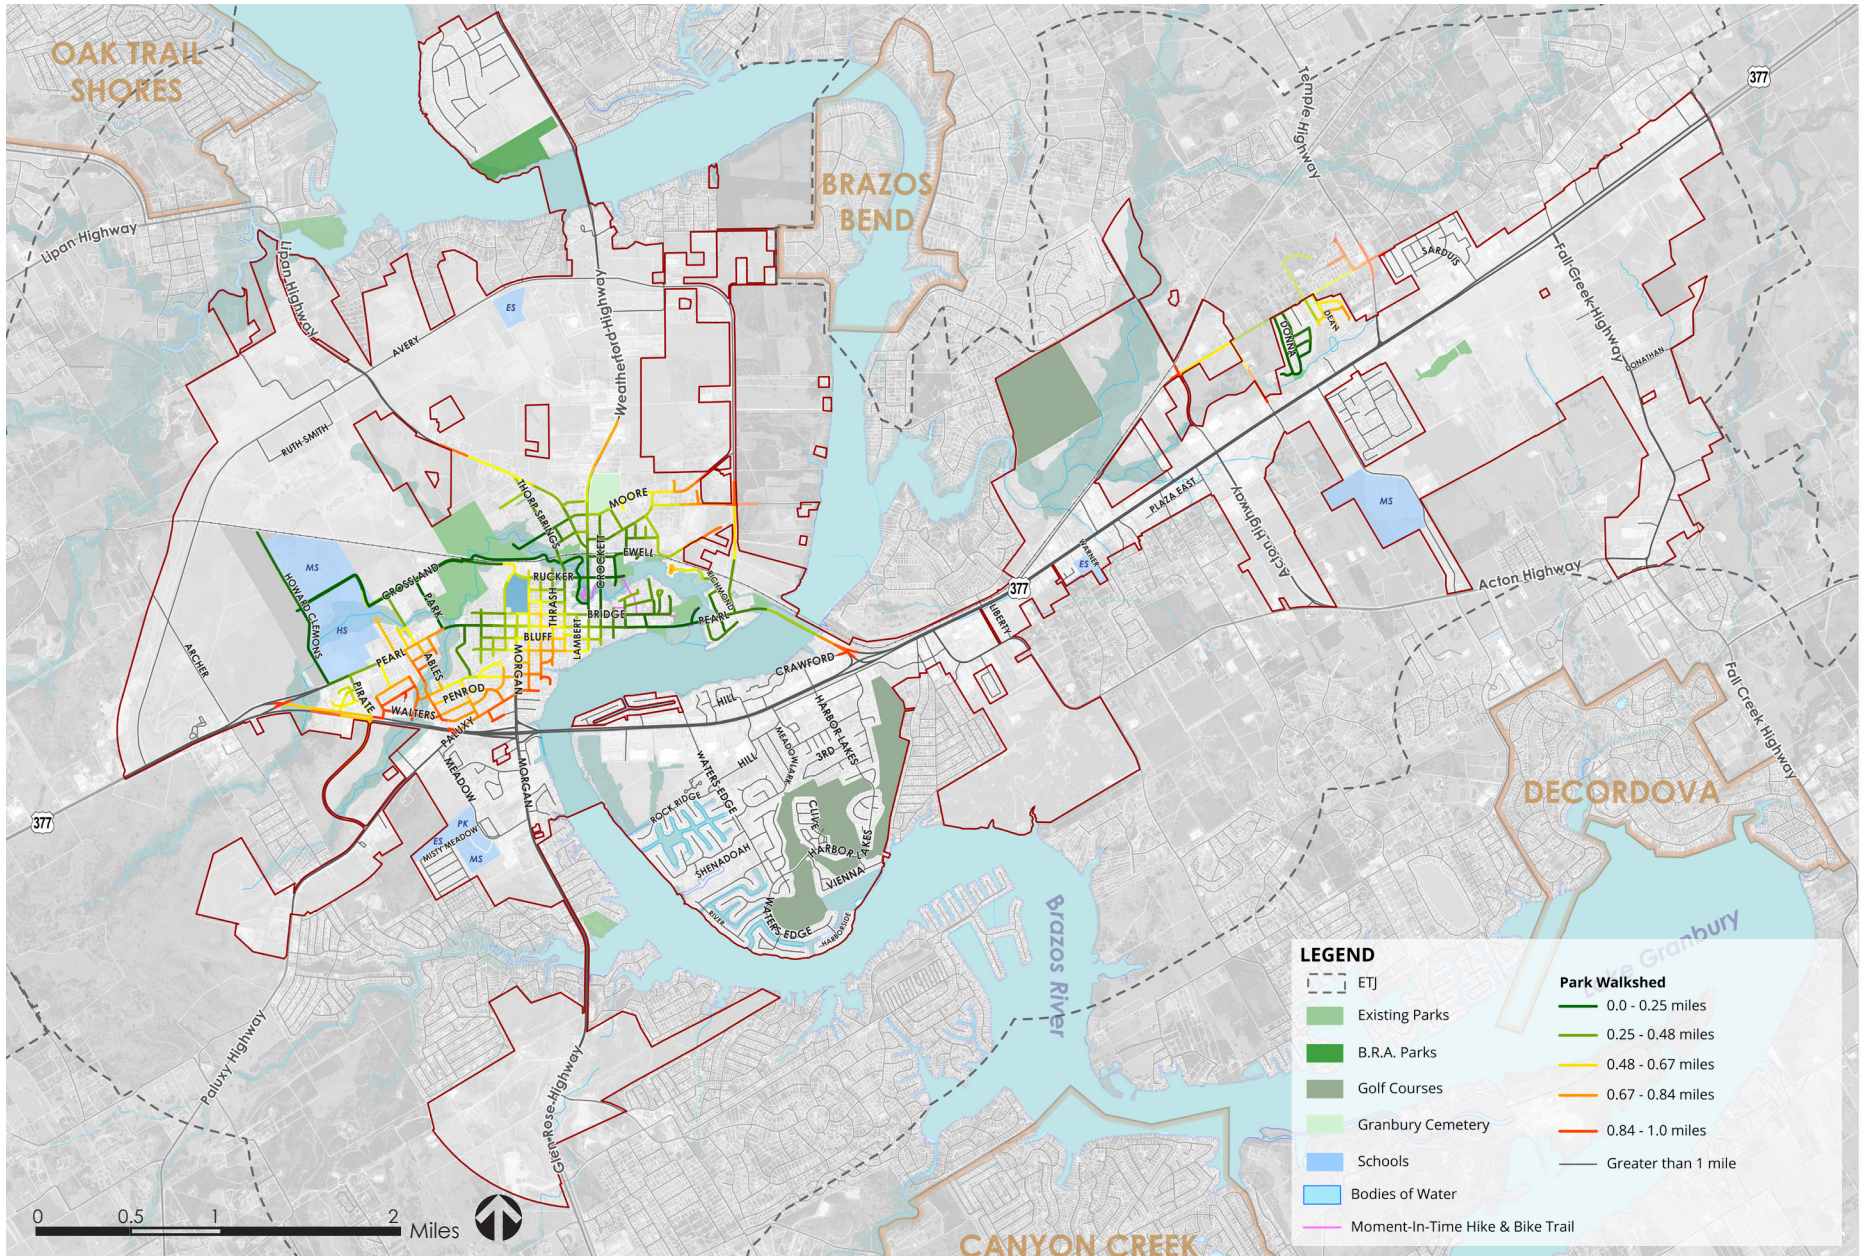 OAK TRAIL
SHORES
377
Temple Highway
BRAZOS
BEND
Lipan Highway
Lipan Highway
SARDUIS
Fall-Creek-Highway
ES
Weatherford-Highway
AVERY
DONNA
DEAN
DONATHAN
RUTH-SMITH
THORP-SPRINGS
MOORE
PLAZA EAST
Acton Highway
MS
CROCKETT
EWELL
WARNER
ES
MS
CROSSLAND
RUCKER
RICHMOND
Acton Highway
377
HOWARD CLEMONS
PARK
THRASH
BRIDGE
PEARL
LIBERTY
HS
BLUFF
LAMBERT
ARCHER
PEARL
ABLES
MORGAN
CRAWFORD
Fall Creek Highway
PIRATE
PENROD
HILL
HARBOR-LAKES
WALTERS
PALUXY
MEADOWLARK
3RD
MEADOW
MORGAN
WATERS-EDGE
HILL
DECORDOVA
377
ROCK-RIDGE
CLIVE
PK
ES
MISTY-MEADOW
MS
SHENADOAH
HARBOR-LAKES
VIENNA
RIVER
WATERS-EDGE
HARBORSIDE
Brazos River
Lake Granbury
Paluxy Highway
Glen-Rose-Highway
CANYON CREEK
LEGEND
ETJ
Existing Parks
B.R.A. Parks
Golf Courses
Granbury Cemetery
Schools
Bodies of Water
Moment-In-Time Hike & Bike Trail
Park Walkshed
0.0 - 0.25 miles
0.25 - 0.48 miles
0.48 - 0.67 miles
0.67 - 0.84 miles
0.84 - 1.0 miles
Greater than 1 mile
0 0.5 1 2 Miles